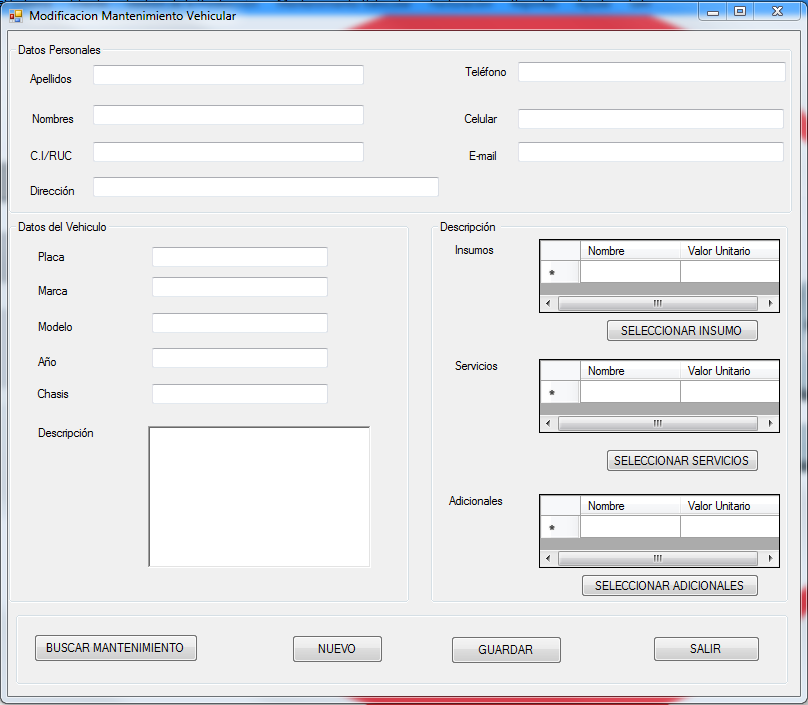 Modificacion Mantenimiento Vehicular
Datos Personales
Apellidos
Teléfono
Nombres
Celular
C.I/RUC
E-mail
Dirección
Datos del Vehiculo
Placa
Marca
Modelo
Año
Chasis
Descripción
Descripción
Insumos
Nombre Valor Unitario
*
SELECCIONAR INSUMO
Servicios
Nombre Valor Unitario
*
SELECCIONAR SERVICIOS
Adicionales
Nombre Valor Unitario
*
SELECCIONAR ADICIONALES
BUSCAR MANTENIMIENTO
NUEVO
GUARDAR
SALIR